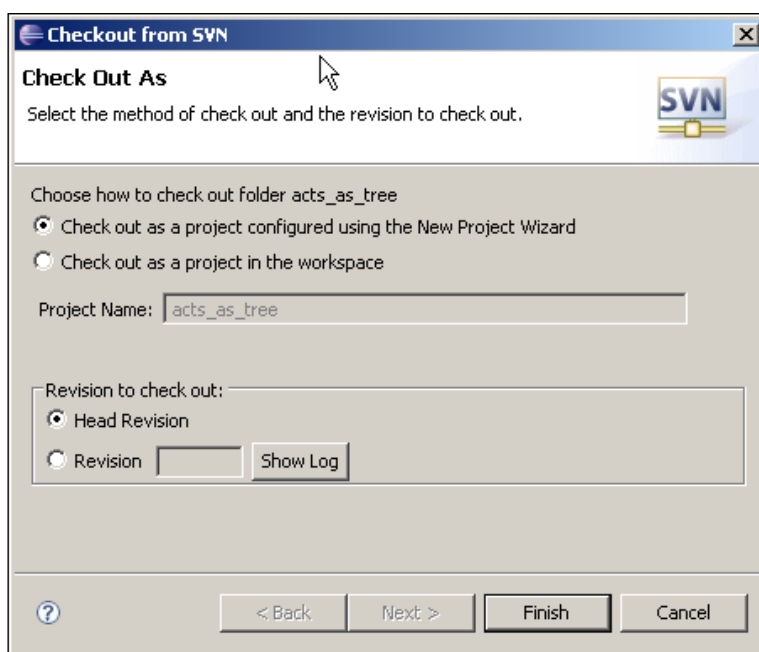 Checkout from SVN
Check Out As
Select the method of check out and the revision to check out.
SVN
Choose how to check out folder acts_as_tree
Check out as a project configured using the New Project Wizard
Check out as a project in the workspace
Project Name: acts_as_tree
Revision to check out:
Head Revision
Revision Show Log
? < Back Next > Finish Cancel